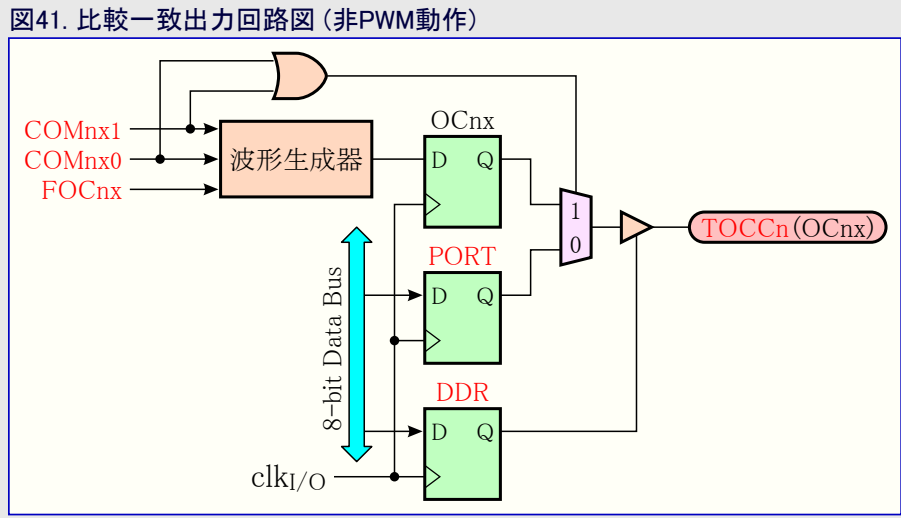 図41. 比較一致出力回路図 (非PWM動作)
COMnx1
COMnx0
FOCnx
波形生成器
OCnx
D Q
1
0
TOCCn(OCnx)
PORT
D Q
8-bit Data Bus
DDR
D Q
clkI/O